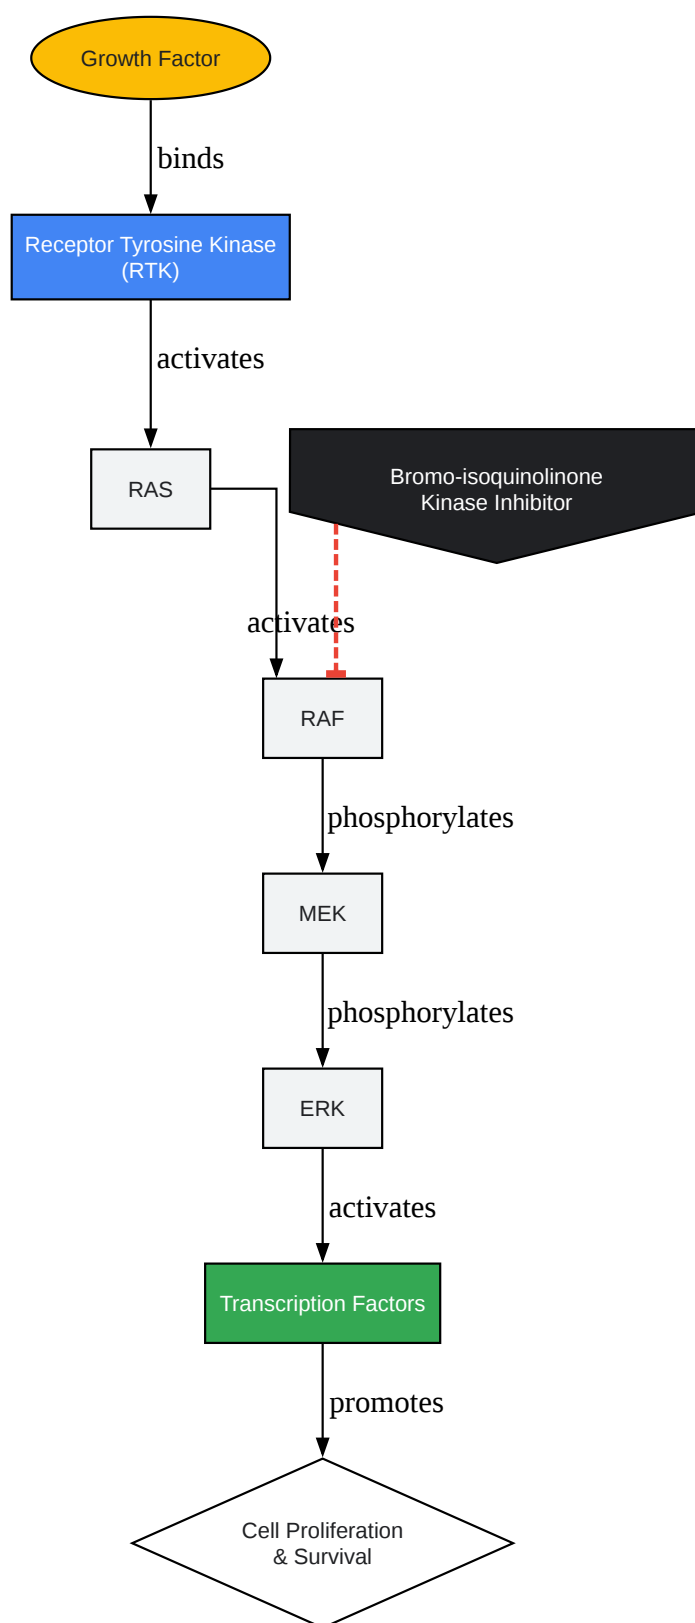 Growth Factor
binds
Receptor Tyrosine Kinase
(RTK)
activates
RAS
Bromo-isoquinolinone
Kinase Inhibitor
activates
RAF
phosphorylates
MEK
phosphorylates
ERK
activates
Transcription Factors
promotes
Cell Proliferation
& Survival